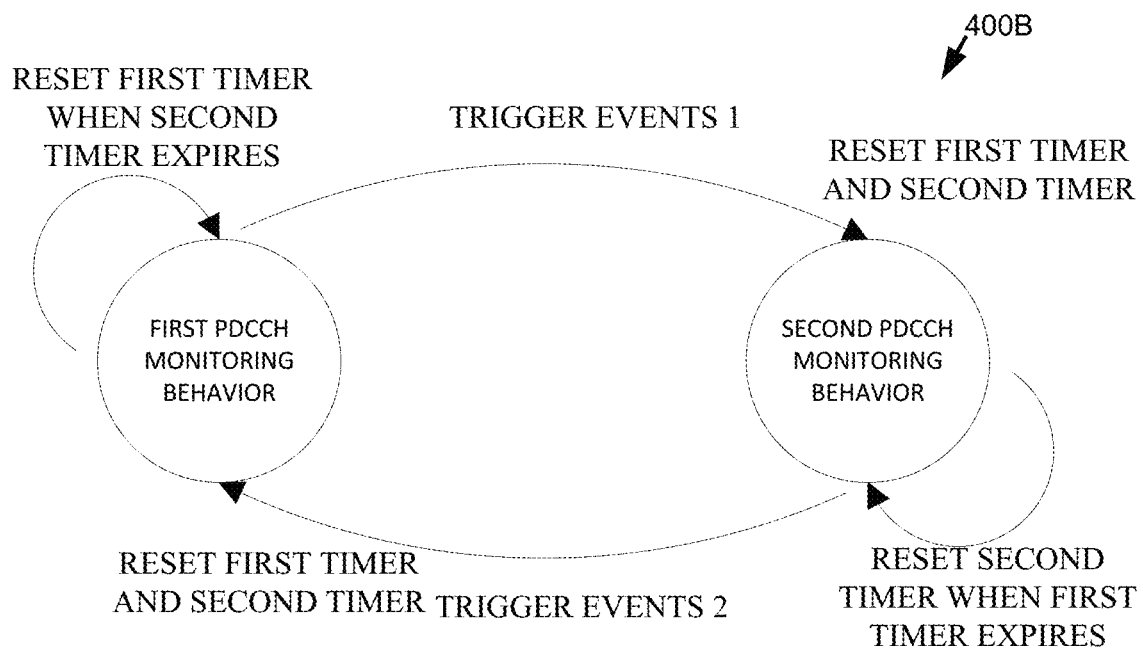 400B
RESET FIRST TIMER
WHEN SECOND
TIMER EXPIRES
TRIGGER EVENTS 1
RESET FIRST TIMER
AND SECOND TIMER
FIRST PDCCH
MONITORING
BEHAVIOR
SECOND PDCCH
MONITORING
BEHAVIOR
RESET FIRST TIMER
AND SECOND TIMER
TRIGGER EVENTS 2
RESET SECOND
TIMER WHEN FIRST
TIMER EXPIRES